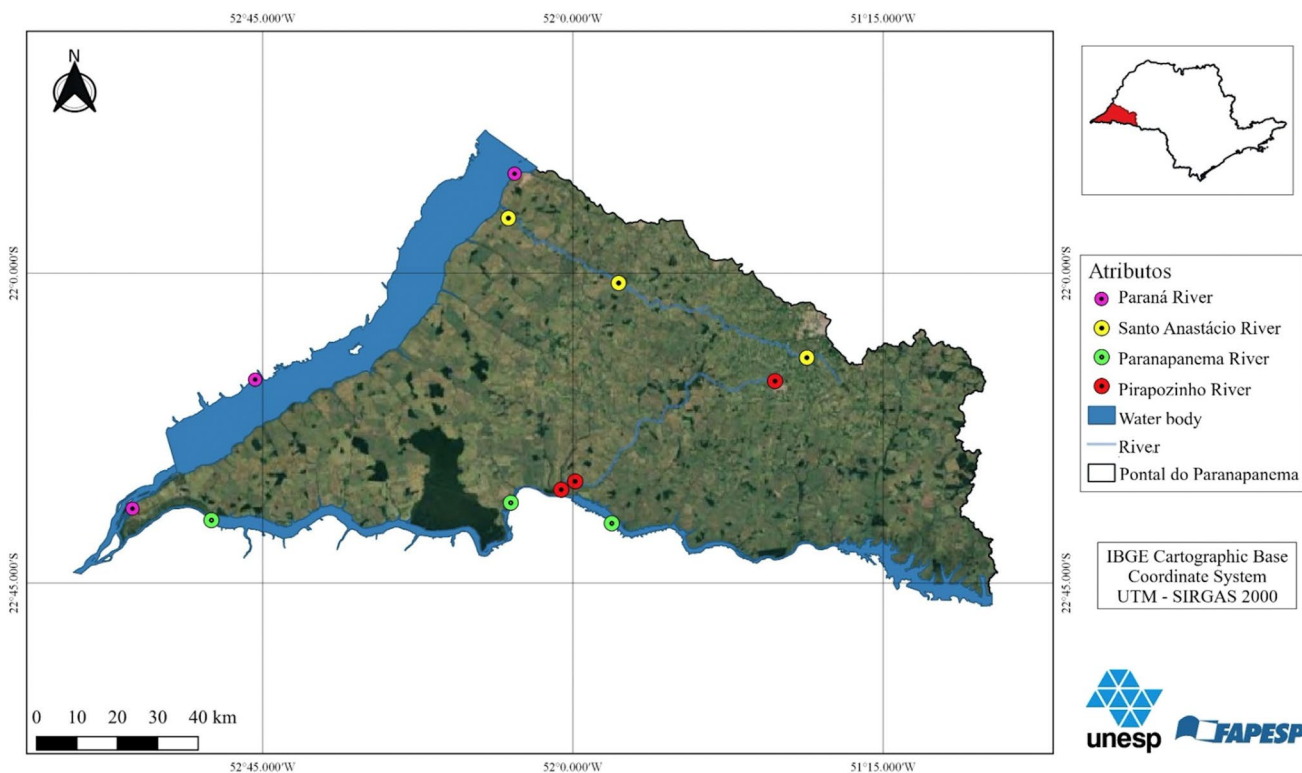 52°45.000'W 52°0.000'W 51°15.000'W
N
22°0.000'S 22°0.000'S
22°45.000'S 22°45.000'S
0 10 20 30 40 km
52°45.000'W 52°0.000'W 51°15.000'W
Atributos
Paraná River
Santo Anastácio River
Paranapanema River
Pirapozinho River
Water body
River
Pontal do Paranapanema
IBGE Cartographic Base
Coordinate System
UTM - SIRGAS 2000
unesp
FAPESP